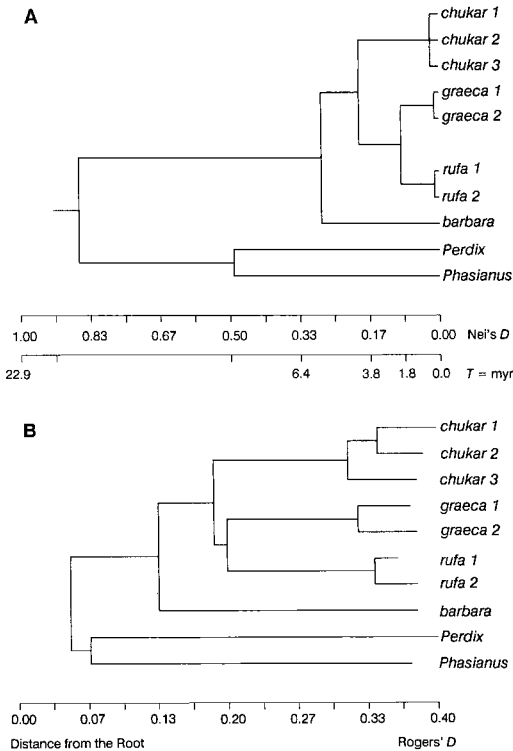 A
chukar 1
chukar 2
chukar 3
graeca 1
graeca 2
rufa 1
rufa 2
barbara
Perdix
Phasianus
1.00 0.83 0.67 0.50 0.33 0.17 0.00 Nei's D
22.9 6.4 3.8 1.8 0.0 T = myr
B
chukar 1
chukar 2
chukar 3
graeca 1
graeca 2
rufa 1
rufa 2
barbara
Perdix
Phasianus
0.00 0.07 0.13 0.20 0.27 0.33 0.40
Distance from the Root Rogers' D